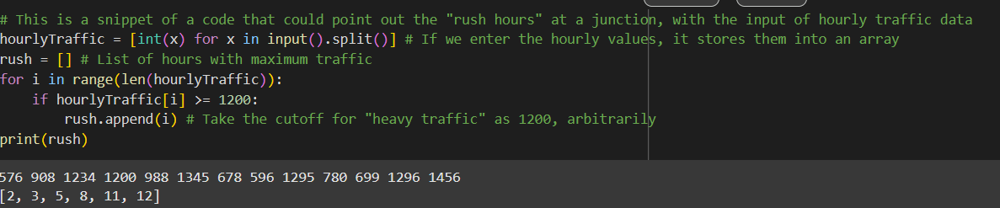 # This is a snippet of a code that could point out the "rush hours" at a junction, with the input of hourly traffic data
hourlyTraffic = [int(x) for x in input().split()] # If we enter the hourly values, it stores them into an array
rush = [] # List of hours with maximum traffic
for i in range(len(hourlyTraffic)):
    if hourlyTraffic[i] >= 1200:
        rush.append(i) # Take the cutoff for "heavy traffic" as 1200, arbitrarily
print(rush)
576 908 1234 1200 988 1345 678 596 1295 780 699 1296 1456
[2, 3, 5, 8, 11, 12]